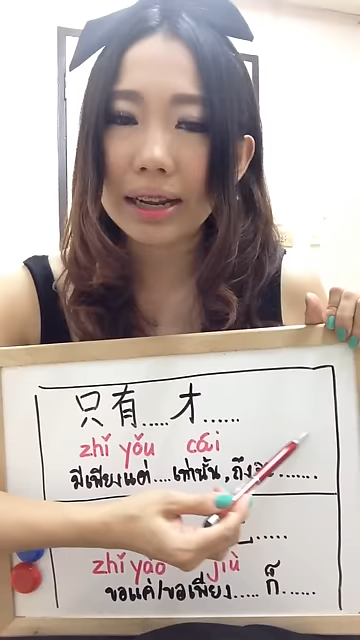 只有.....才......
zhǐ yǒu cái
มีเพียงแต่....เท่านั้น, ถึง
zhǐ yào jiù
ขอแค่/ขอเพียง.....ก็......